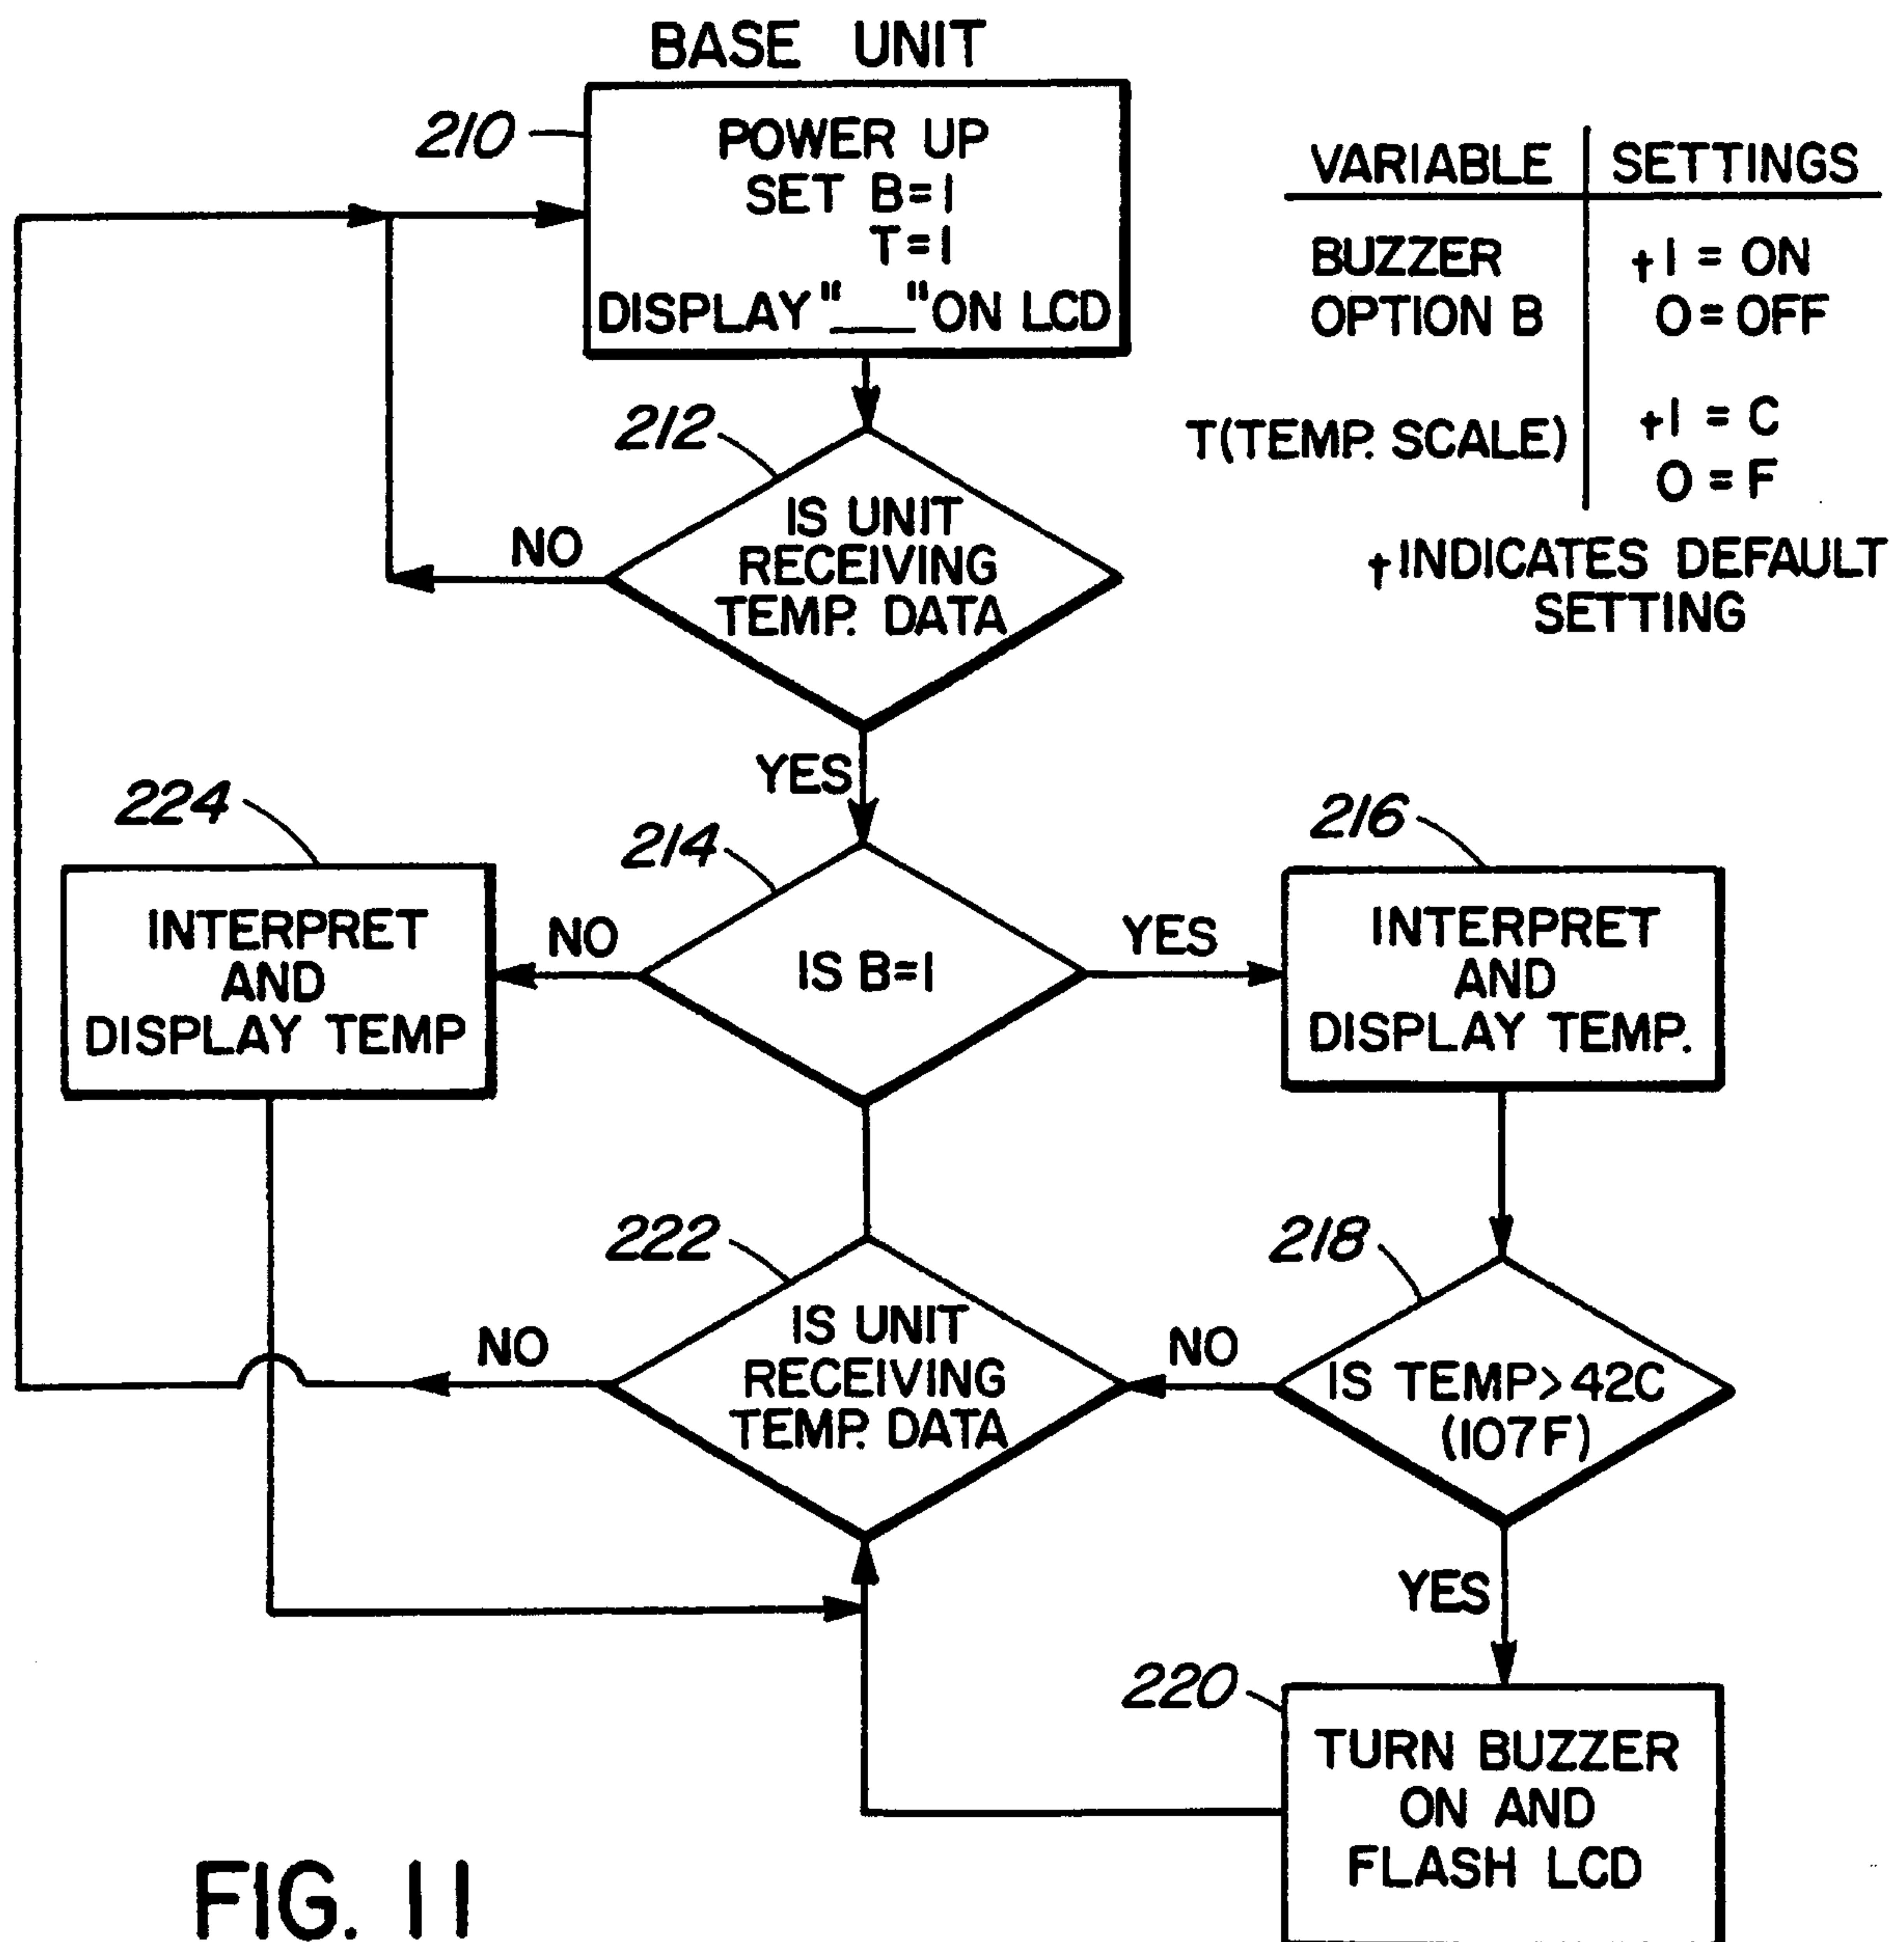 BASE UNIT
210
POWER UP
SET B=1
T=1
DISPLAY "___" ON LCD
VARIABLE SETTINGS
BUZZER †1 = ON
OPTION B 0 = OFF
T(TEMP. SCALE) †1 = C
0 = F
†INDICATES DEFAULT
SETTING
212
IS UNIT
RECEIVING
TEMP. DATA
NO
YES
224
INTERPRET
AND
DISPLAY TEMP
214
IS B=1
NO
YES
216
INTERPRET
AND
DISPLAY TEMP.
222
IS UNIT
RECEIVING
TEMP. DATA
NO
218
IS TEMP>42C
(107F)
NO
YES
220
TURN BUZZER
ON AND
FLASH LCD
FIG. 11